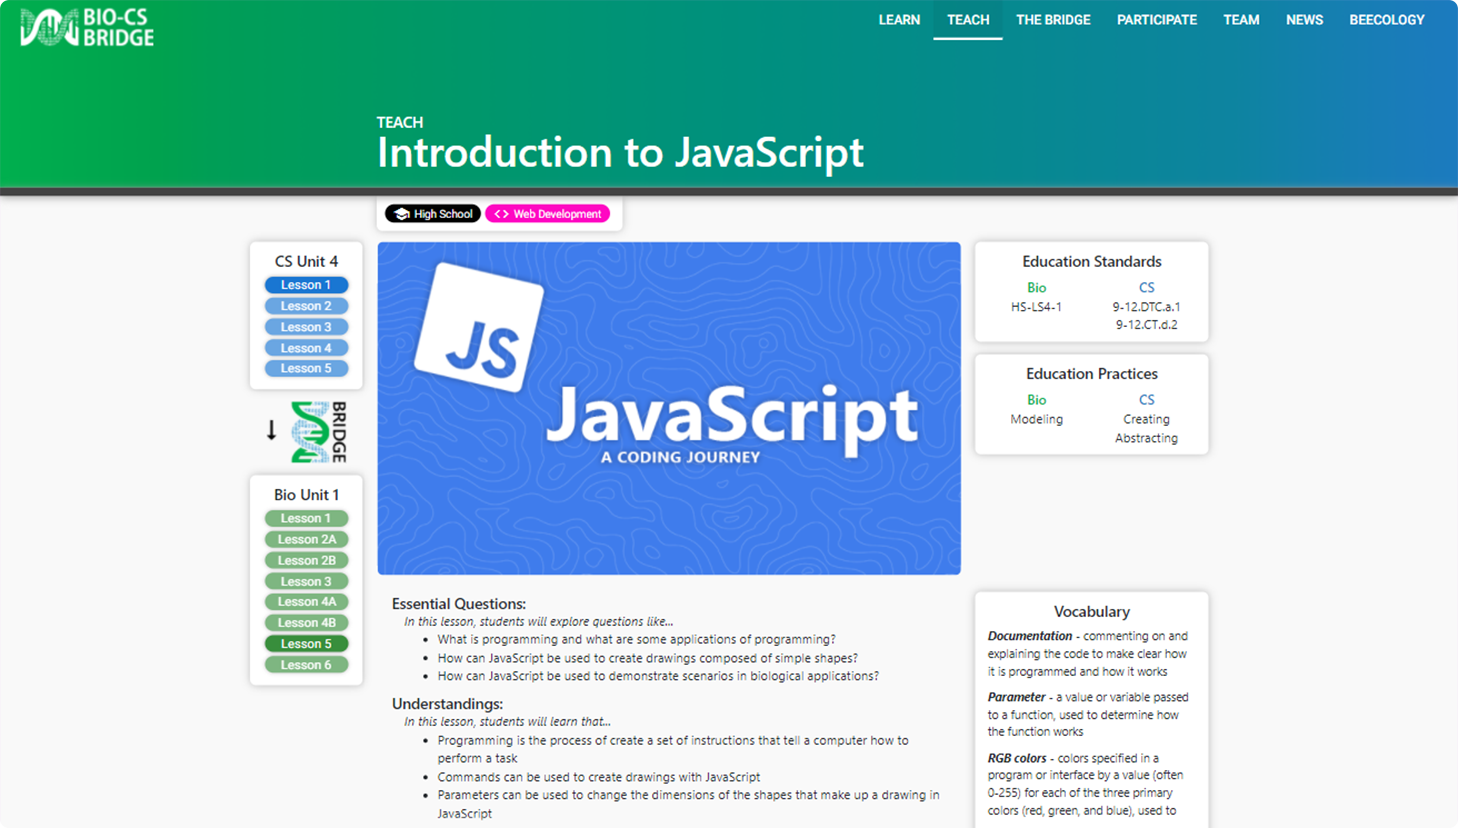 BIO-CS
BRIDGE
LEARN TEACH THE BRIDGE PARTICIPATE TEAM NEWS BEECOLOGY
TEACH
Introduction to JavaScript
High School <> Web Development
CS Unit 4
Lesson 1
Lesson 2
Lesson 3
Lesson 4
Lesson 5
BRIDGE
Bio Unit 1
Lesson 1
Lesson 2A
Lesson 2B
Lesson 3
Lesson 4A
Lesson 4B
Lesson 5
Lesson 6
JS
JavaScript
A CODING JOURNEY
Essential Questions:
In this lesson, students will explore questions like...
• What is programming and what are some applications of programming?
• How can JavaScript be used to create drawings composed of simple shapes?
• How can JavaScript be used to demonstrate scenarios in biological applications?
Understandings:
In this lesson, students will learn that...
• Programming is the process of create a set of instructions that tell a computer how to
perform a task
• Commands can be used to create drawings with JavaScript
• Parameters can be used to change the dimensions of the shapes that make up a drawing in
JavaScript
Education Standards
Bio CS
HS-LS4-1 9-12.DTC.a.1
9-12.CT.d.2
Education Practices
Bio CS
Modeling Creating
Abstracting
Vocabulary
Documentation - commenting on and
explaining the code to make clear how
it is programmed and how it works
Parameter - a value or variable passed
to a function, used to determine how
the function works
RGB colors - colors specified in a
program or interface by a value (often
0-255) for each of the three primary
colors (red, green, and blue), used to